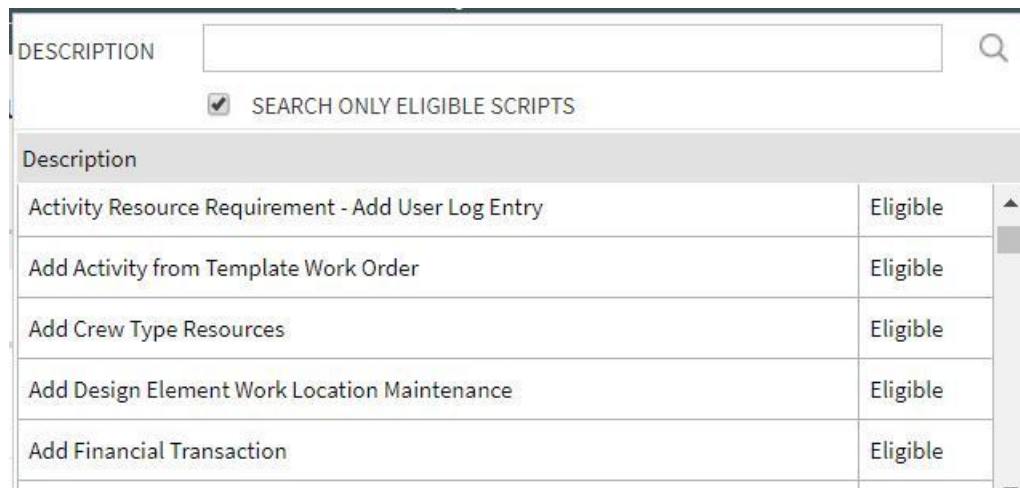 DESCRIPTION
SEARCH ONLY ELIGIBLE SCRIPTS
Description
Activity Resource Requirement - Add User Log Entry Eligible
Add Activity from Template Work Order Eligible
Add Crew Type Resources Eligible
Add Design Element Work Location Maintenance Eligible
Add Financial Transaction Eligible